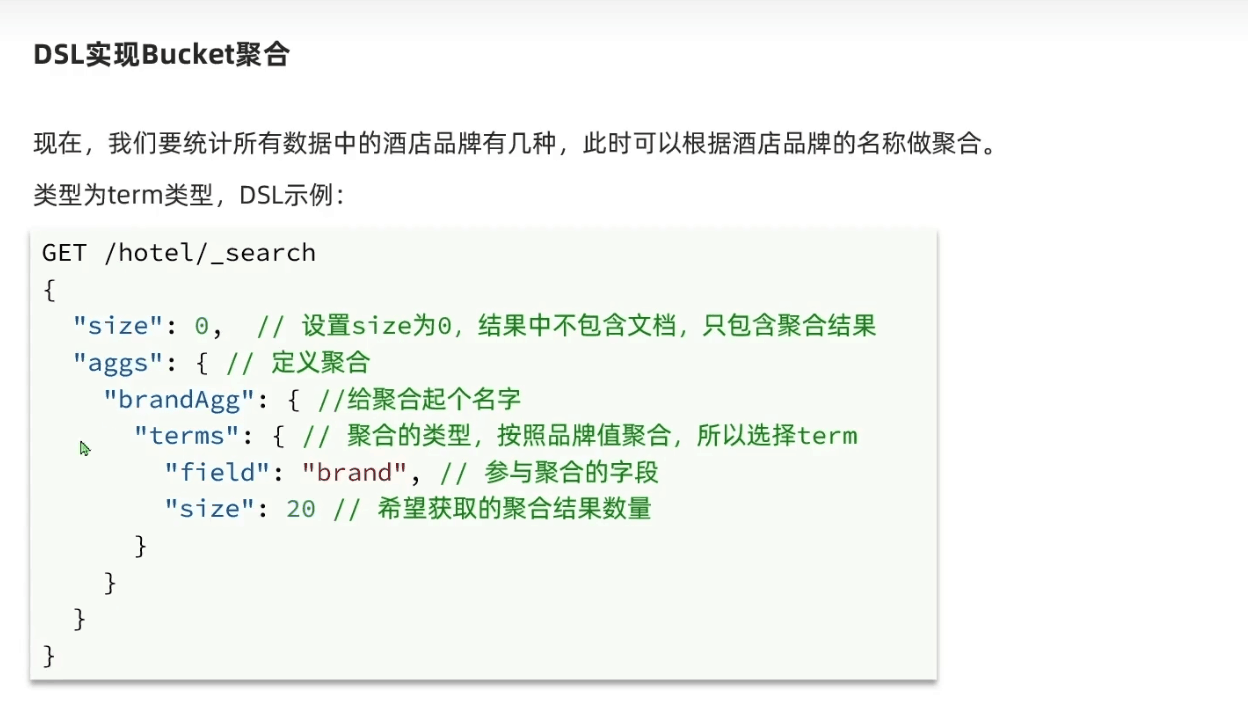 DSL实现Bucket聚合
现在，我们要统计所有数据中的酒店品牌有几种，此时可以根据酒店品牌的名称做聚合。
类型为term类型，DSL示例：
GET /hotel/_search
{
  "size": 0,  // 设置size为0，结果中不包含文档，只包含聚合结果
  "aggs": { // 定义聚合
    "brandAgg": { //给聚合起个名字
      "terms": { // 聚合的类型，按照品牌值聚合，所以选择term
        "field": "brand", // 参与聚合的字段
        "size": 20 // 希望获取的聚合结果数量
      }
    }
  }
}